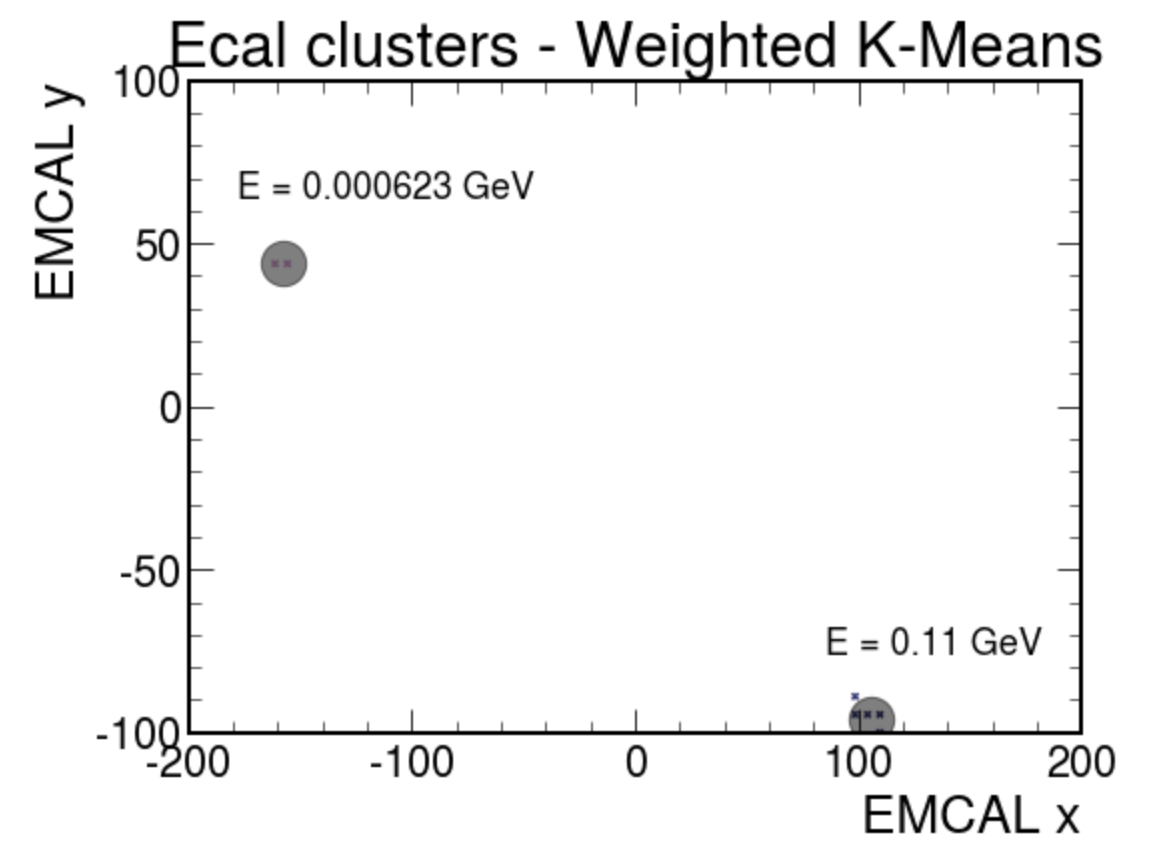 Ecal clusters - Weighted K-Means
100
EMCAL y
E = 0.000623 GeV
50
0
-50
E = 0.11 GeV
-100
-200 -100 0 100 200
EMCAL x